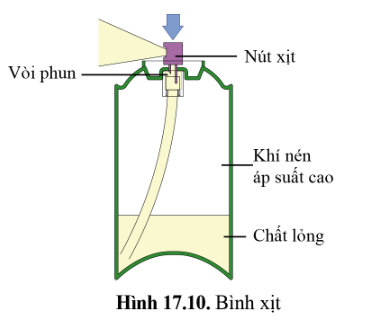 Nút xịt
Vòi phun
Khí nén
áp suất cao
Chất lỏng
Hình 17.10. Bình xịt